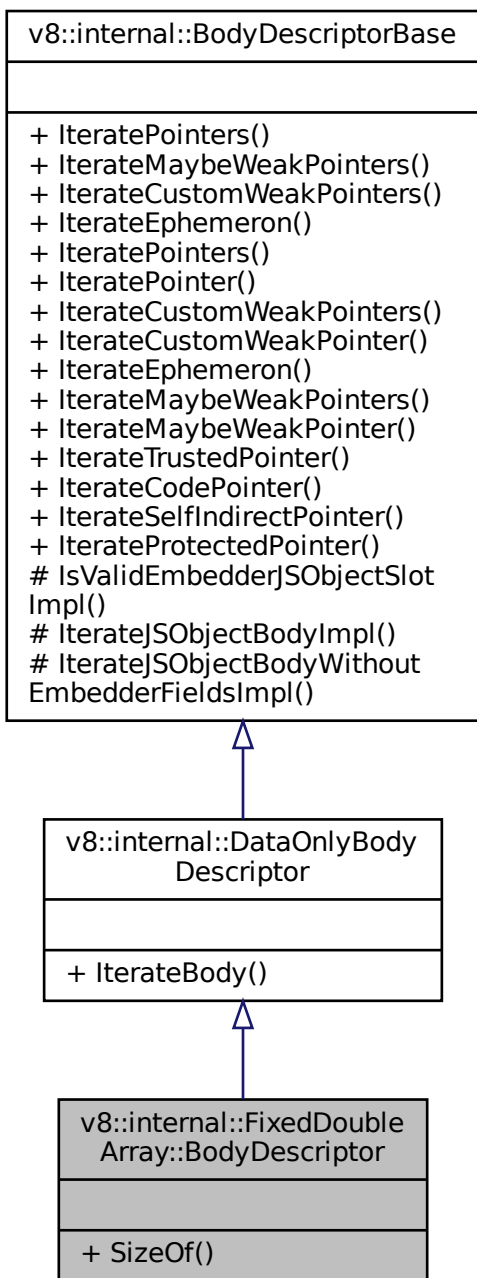 v8::internal::BodyDescriptorBase
+ IteratePointers()
+ IterateMaybeWeakPointers()
+ IterateCustomWeakPointers()
+ IterateEphemeron()
+ IteratePointers()
+ IteratePointer()
+ IterateCustomWeakPointers()
+ IterateCustomWeakPointer()
+ IterateEphemeron()
+ IterateMaybeWeakPointers()
+ IterateMaybeWeakPointer()
+ IterateTrustedPointer()
+ IterateCodePointer()
+ IterateSelfIndirectPointer()
+ IterateProtectedPointer()
# IsValidEmbedderJSObjectSlot
Impl()
# IterateJSObjectBodyImpl()
# IterateJSObjectBodyWithout
EmbedderFieldsImpl()
v8::internal::DataOnlyBody
Descriptor
+ IterateBody()
v8::internal::FixedDouble
Array::BodyDescriptor
+ SizeOf()